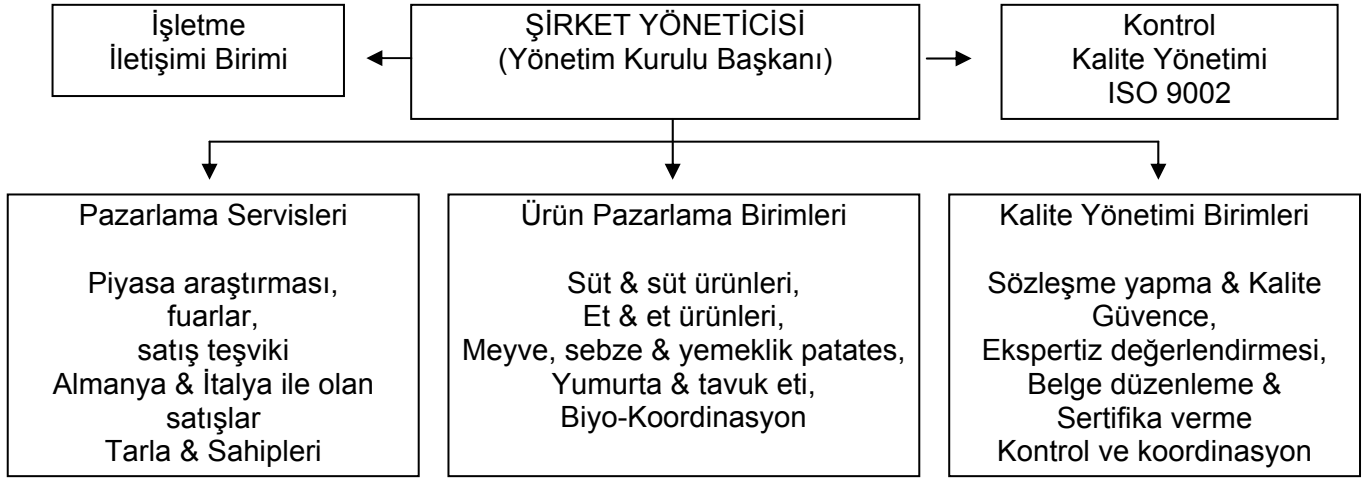 İşletme
İletişimi Birimi
ŞİRKET YÖNETİCİSİ
(Yönetim Kurulu Başkanı)
Kontrol
Kalite Yönetimi
ISO 9002
Pazarlama Servisleri
Piyasa araştırması,
fuarlar,
satış teşviki
Almanya & İtalya ile olan
satışlar
Tarla & Sahipleri
Ürün Pazarlama Birimleri
Süt & süt ürünleri,
Et & et ürünleri,
Meyve, sebze & yemeklik patates,
Yumurta & tavuk eti,
Biyo-Koordinasyon
Kalite Yönetimi Birimleri
Sözleşme yapma & Kalite
Güvence,
Ekspertiz değerlendirmesi,
Belge düzenleme &
Sertifika verme
Kontrol ve koordinasyon